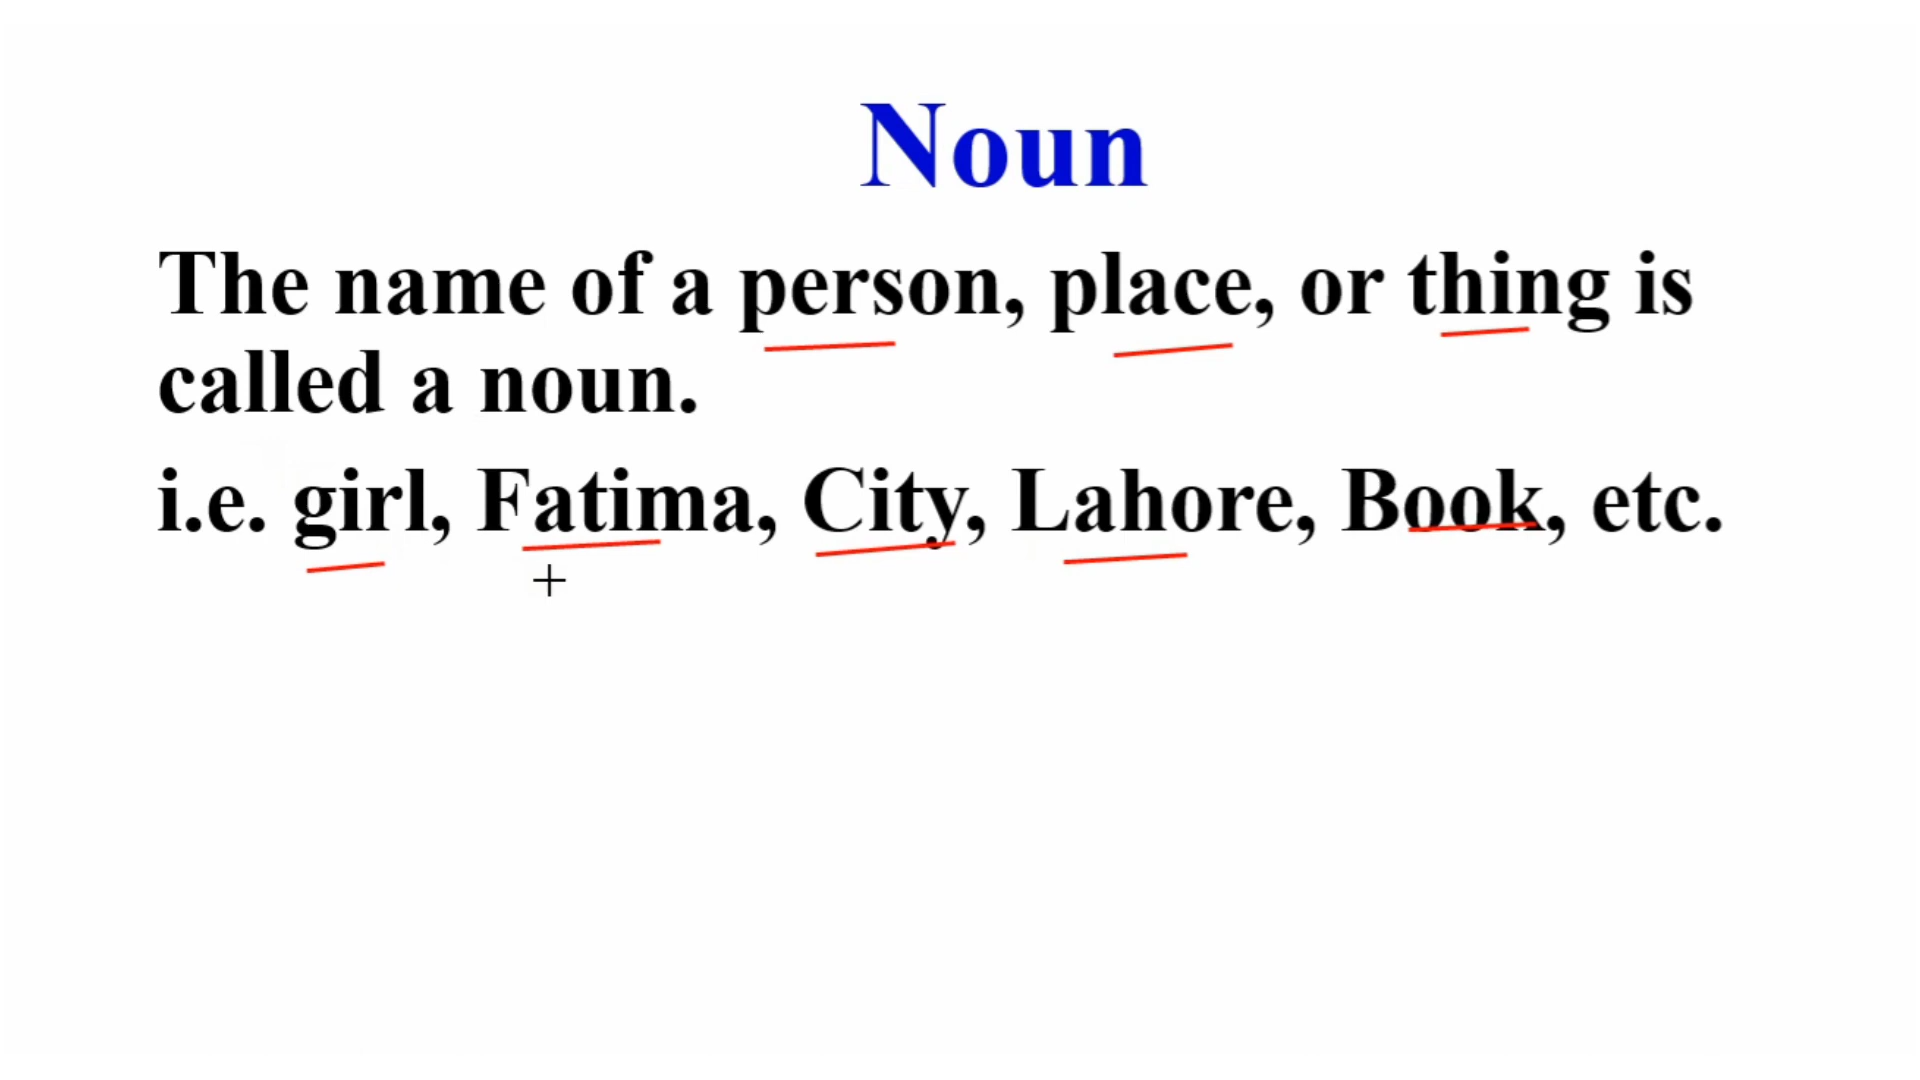 Noun
The name of a person, place, or thing is
called a noun.
i.e. girl, Fatima, City, Lahore, Book, etc.